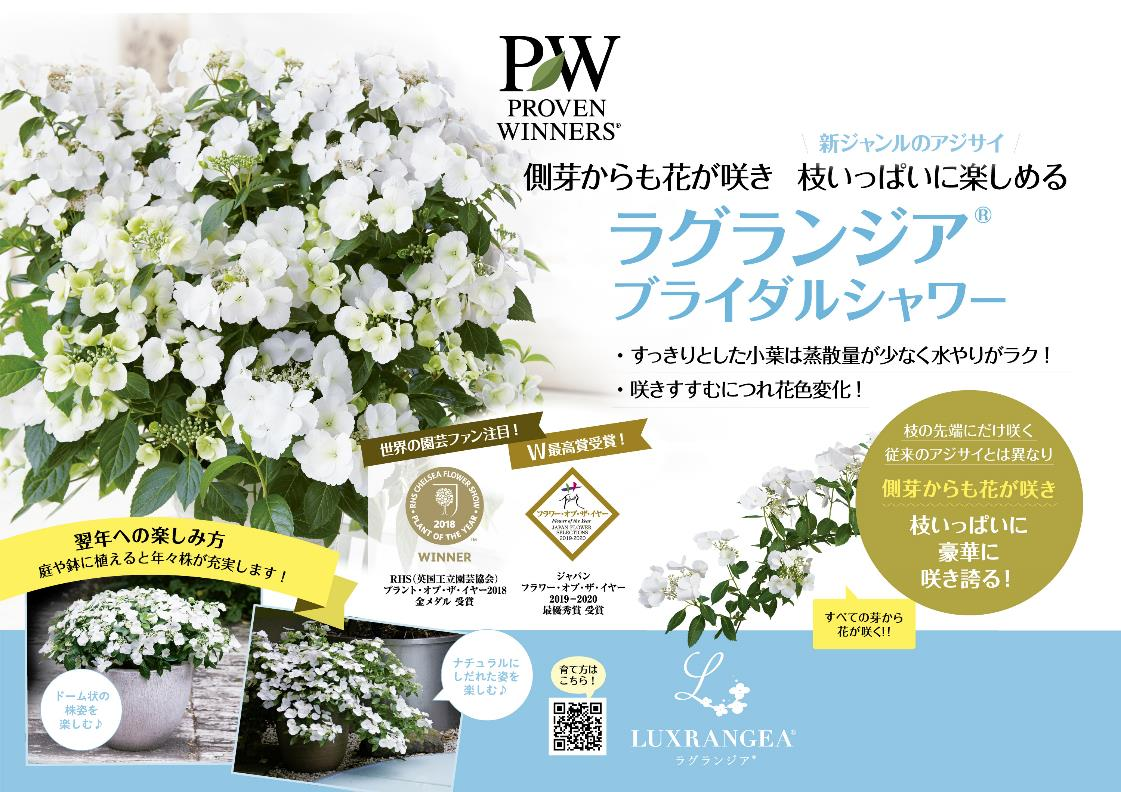 PW
PROVEN
WINNERS®
新ジャンルのアジサイ
側芽からも花が咲き 枝いっぱいに楽しめる
ラグランジア®
ブライダルシャワー
・すっきりとした小葉は蒸散量が少なく水やりがラク！
・咲きすすむにつれ花色変化！
世界の園芸ファン注目！
W最高賞受賞！
RHS CHELSEA FLOWER SHOW
2018
PLANT OF THE YEAR
WINNER
RHS（英国王立園芸協会）
プラント・オブ・ザ・イヤー2018
金メダル 受賞
フラワー・オブ・ザ・イヤー
Flower of the Year
JAPAN FLOWER
SELECTIONS
2019-2020
ジャパン
フラワー・オブ・ザ・イヤー
2019-2020
最優秀賞 受賞
枝の先端にだけ咲く
従来のアジサイとは異なり
側芽からも花が咲き
枝いっぱいに
豪華に
咲き誇る！
すべての芽から
花が咲く!!
翌年への楽しみ方
庭や鉢に植えると年々株が充実します！
ドーム状の
株姿を
楽しむ♪
ナチュラルに
しだれた姿を
楽しむ♪
育て方は
こちら！
L
LUXRANGEA®
ラグランジア®